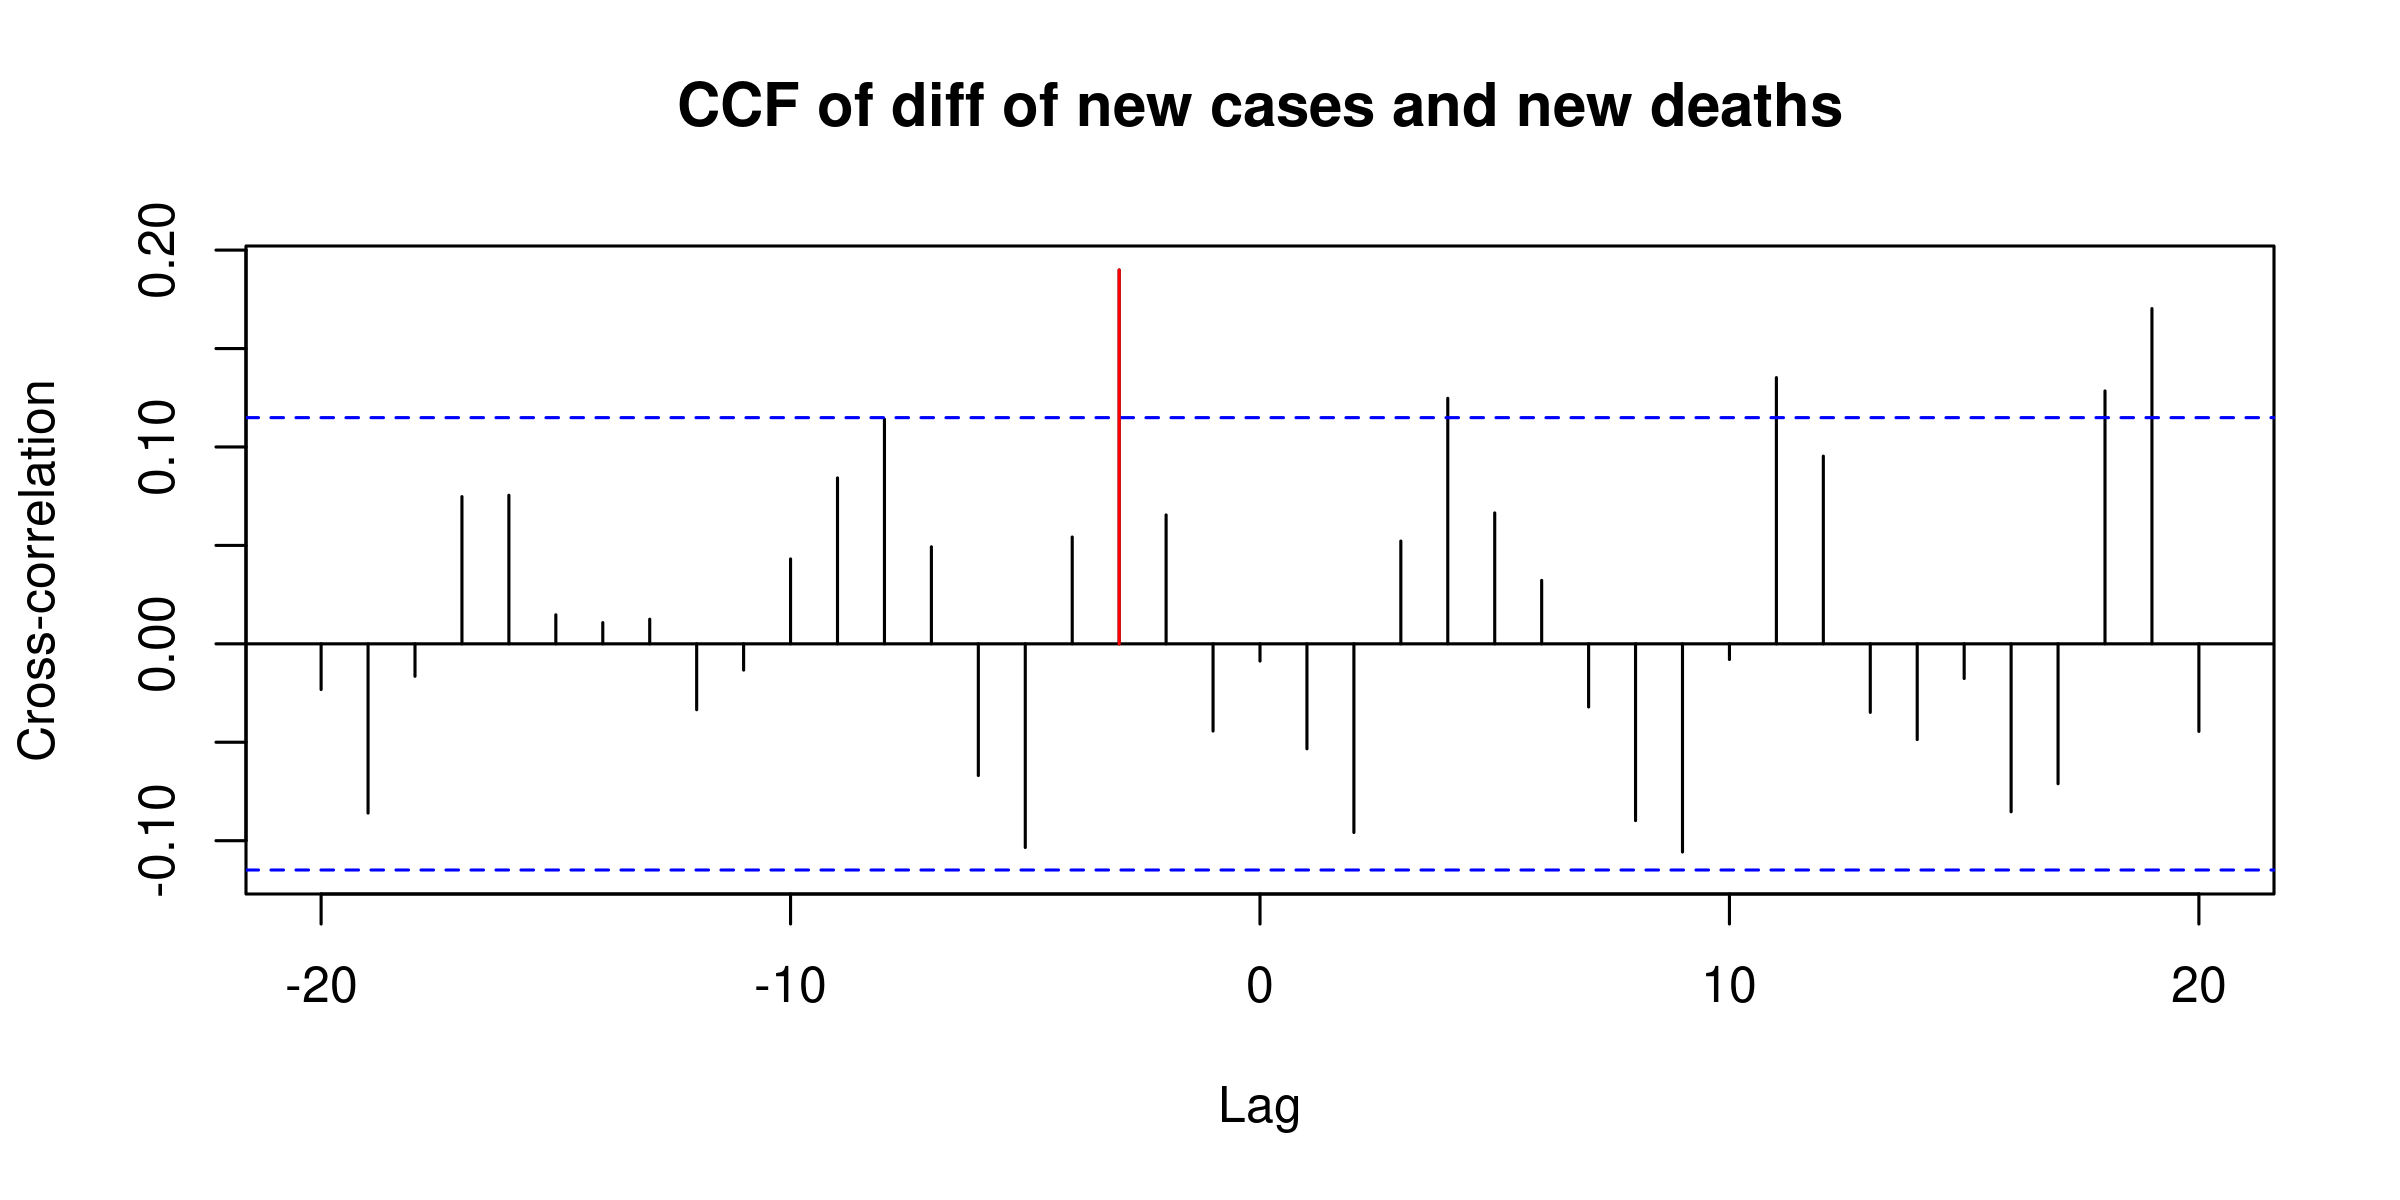 CCF of diff of new cases and new deaths
Cross-correlation
0.20
0.10
0.00
-0.10
-20 -10 0 10 20
Lag